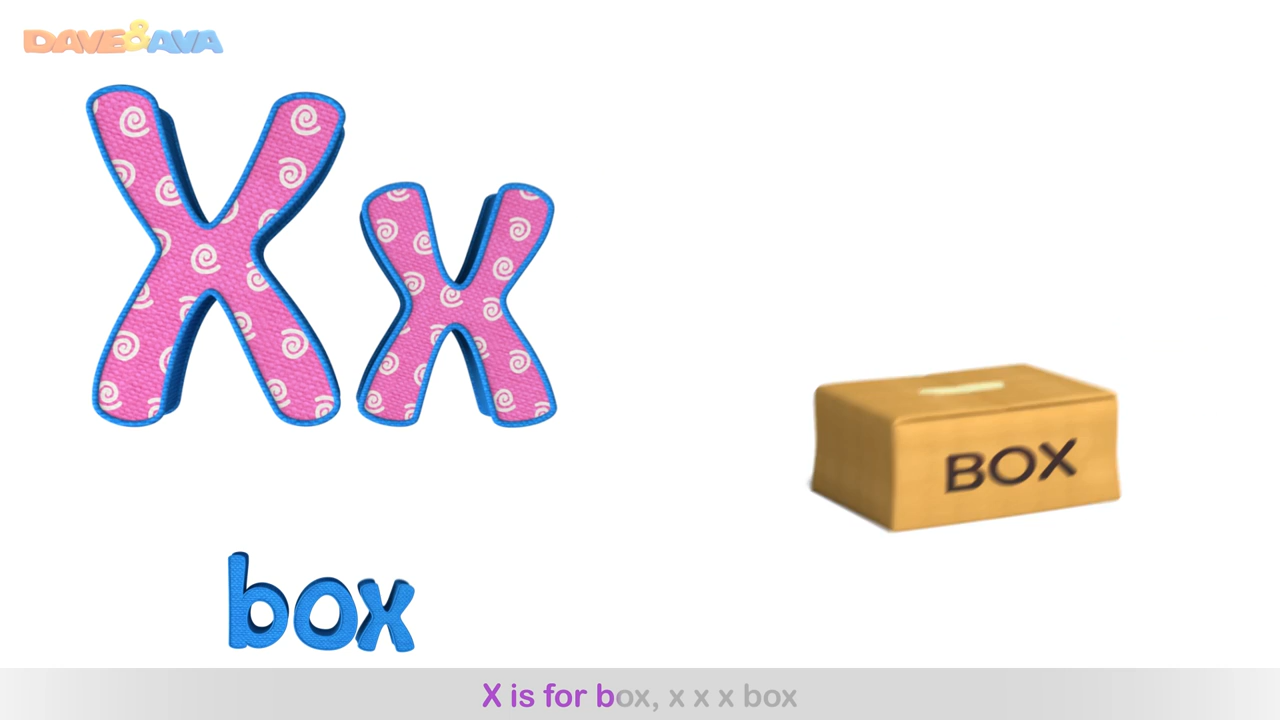 DAVE&AVA
Xx
BOX
box
X is for box, x x x box